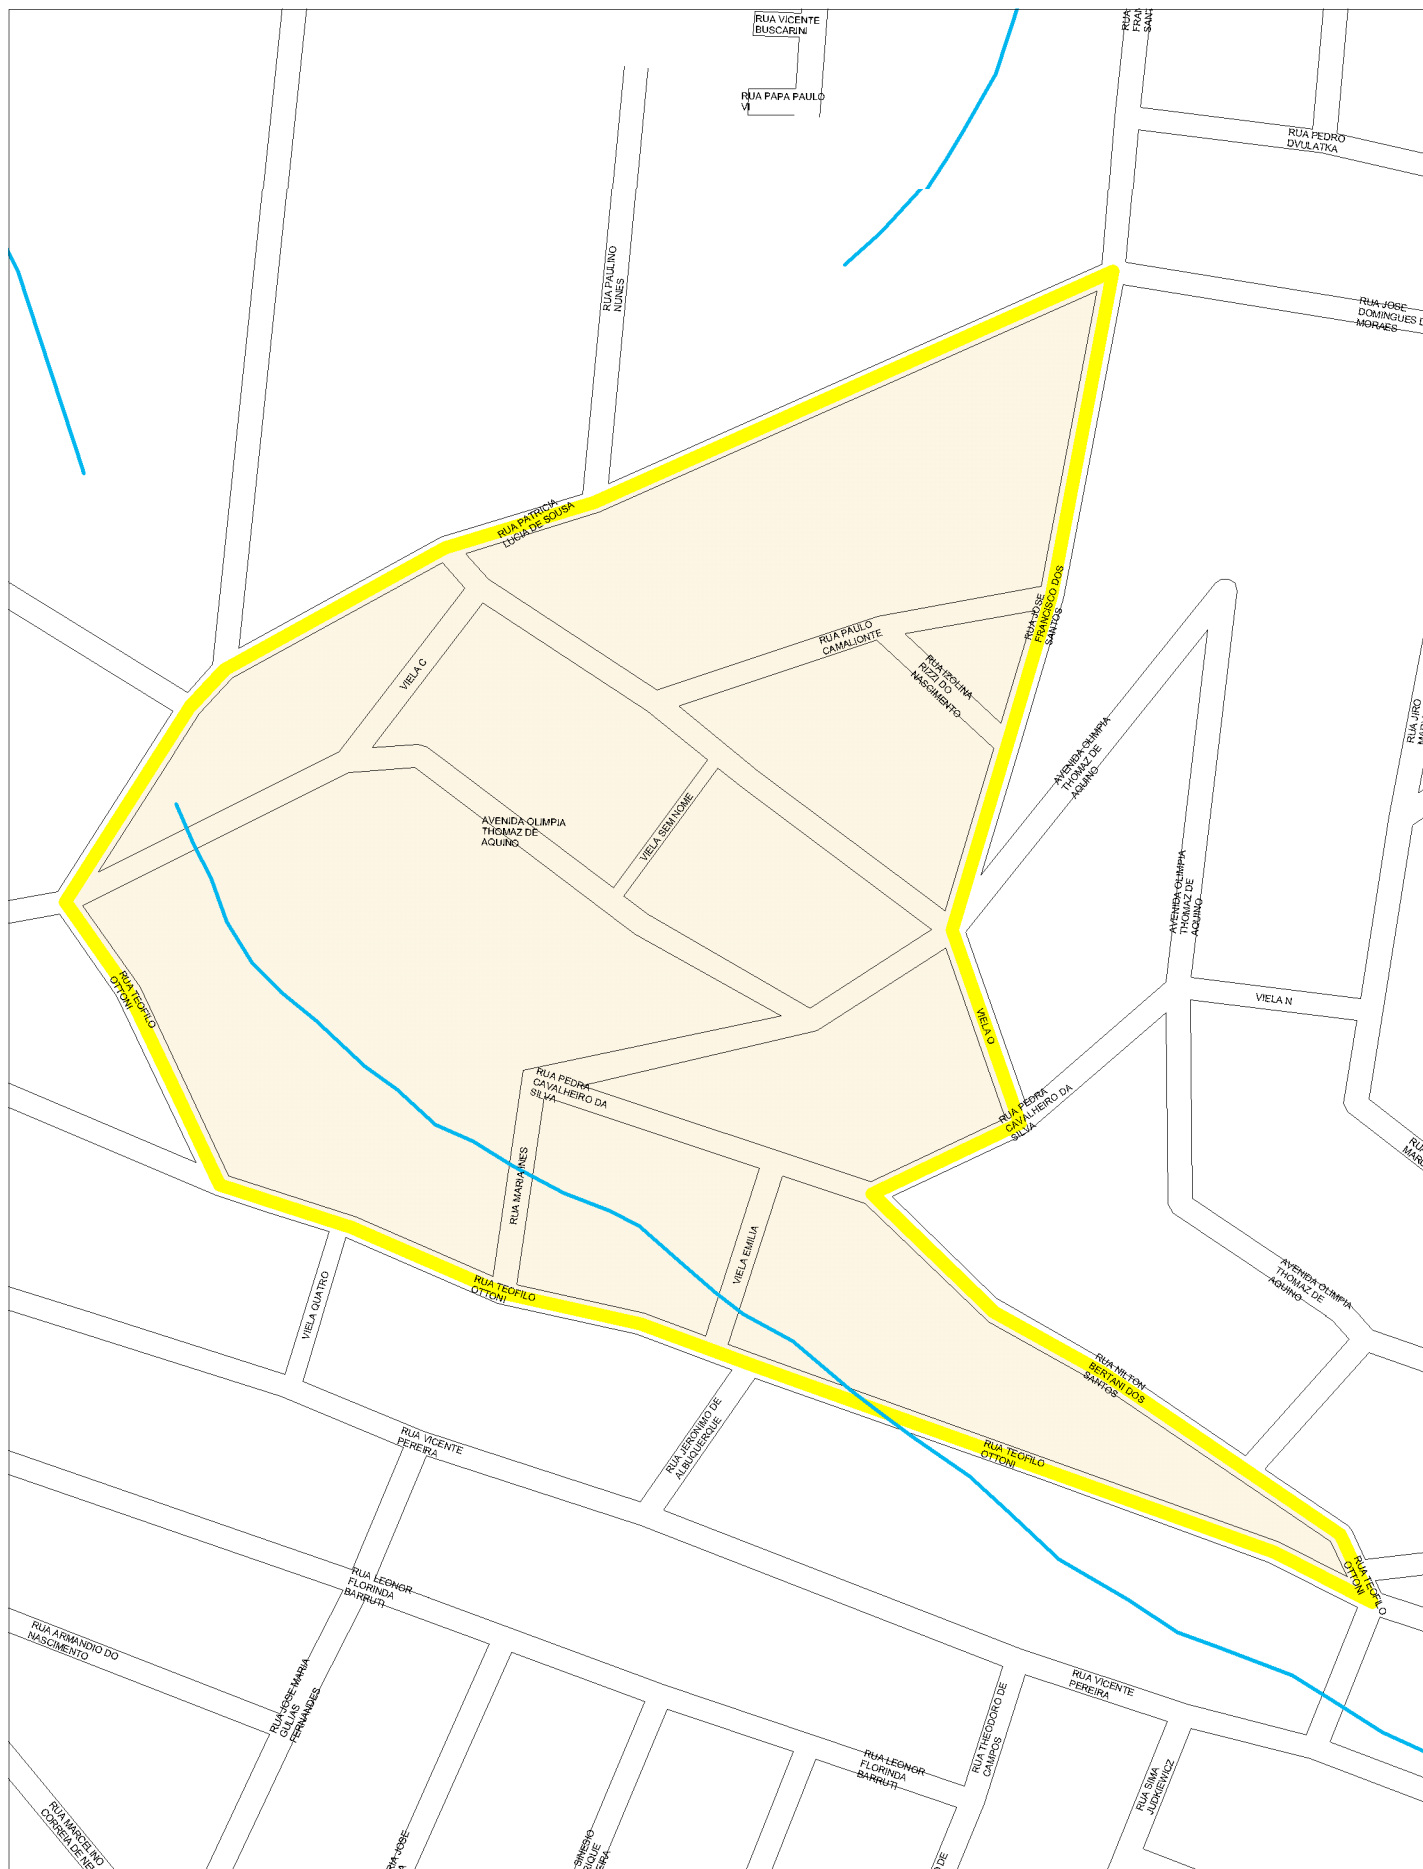 RUA VICENTE
BUSCARINI
RUA PAPA PAULO
VI
RUA PEDRO
DVULATKA
RUA JOSE
MORAES
RUA PAULINO
NUNES
RUA PATRICIA
LUCIA DE SOUSA
RUA JOSE
FRANCISCO DOS
SANTOS
RUA PAULO
CAMALIONTE
RUA IZOLINA
RIZZI DO
NASCIMENTO
VIELA C
AVENIDA OLIMPIA
THOMAZ DE
AQUINO
RUA JIRO
AVENIDA OLIMPIA
THOMAZ DE
AQUINO
VIELA SEM NOME
AVENIDA OLIMPIA
THOMAZ DE
AQUINO
RUA TEOFILO
OTTONI
VIELA N
VIELA O
RUA PEDRA
CAVALHEIRO DA
SILVA
RUA PEDRA
CAVALHEIRO DA
SILVA
RUA MARIA INES
VIELA EMILIA
VIELA QUATRO
RUA TEOFILO
OTTONI
AVENIDA OLIMPIA
THOMAZ DE
AQUINO
RUA NILTON
BERTANI DOS
SANTOS
RUA JERONIMO DE
ALBUQUERQUE
RUA VICENTE
PEREIRA
RUA TEOFILO
OTTONI
RUA TEOFILO
OTTONI
RUA LEONOR
FLORINDA
BARRUTI
RUA ARMANDIO DO
NASCIMENTO
RUA JOSE MARIA
GULIAS
FERNANDES
RUA VICENTE
PEREIRA
RUA THEODORO DE
CAMPOS
RUA LEONOR
FLORINDA
BARRUTI
RUA SIMA
JUDKIEWICZ
RUA MARCELINO
CORREIA DE
JOSE
SINESIO
DE